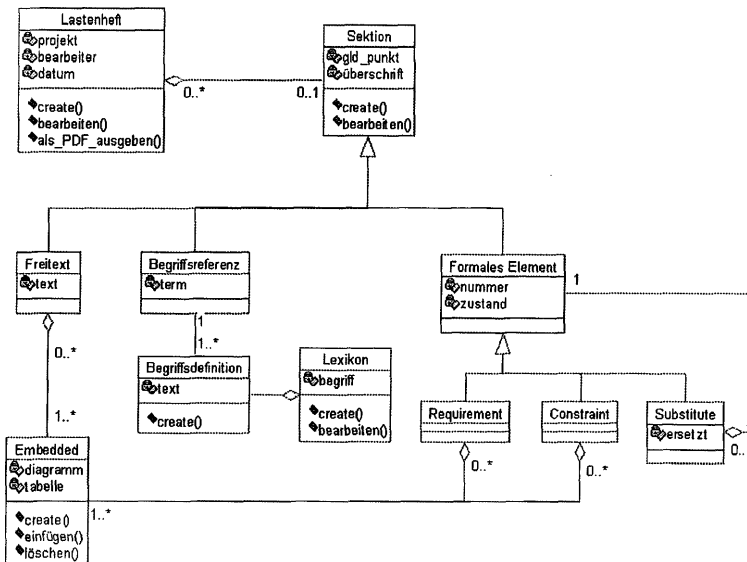 Lastenheft
projekt
bearbeiter
datum
create()
bearbeiten()
als_PDF_ausgeben()
0..*
0..1
Sektion
gld_punkt
überschrift
create()
bearbeiten()
Freitext
text
Begriffsreferenz
term
Formales Element
nummer
zustand
1
1
1..*
0..*
1..*
Begriffsdefinition
text
create()
Lexikon
begriff
create()
bearbeiten()
Requirement
Constraint
Substitute
ersetzt
0..*
0..*
0..
Embedded
diagramm
tabelle
create()
einfügen()
löschen()
1..*